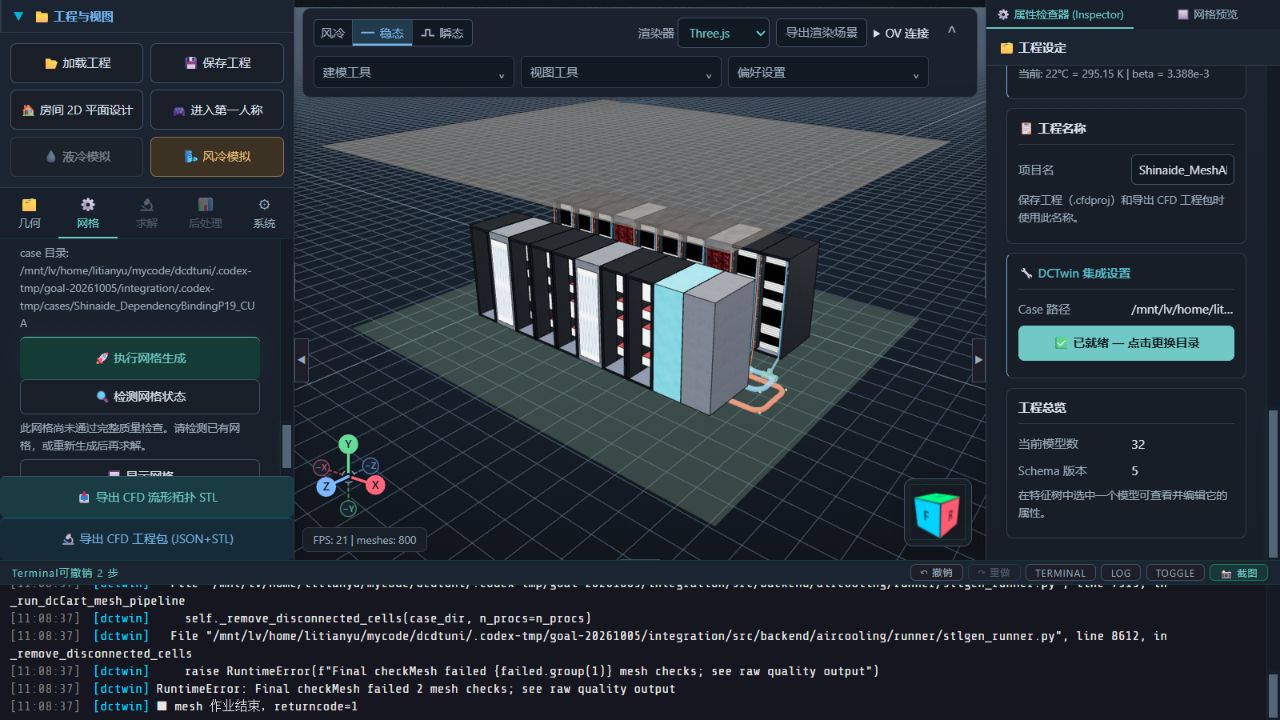 ▼ 📁 工程与视图
📂 加载工程
💾 保存工程
🏠 房间 2D 平面设计
🎮 进入第一人称
💧 液冷模拟
风冷模拟
几何
网格
求解
后处理
系统
case 目录:
/mnt/lv/home/litianyu/mycode/dcdtuni/.codex-
tmp/goal-20261005/integration/.codex-
tmp/cases/Shinaide_DependencyBindingP19_CU
A
🚀 执行网格生成
🔍 检测网格状态
此网格尚未通过完整质量检查。请检测已有网
格，或重新生成后再求解。
显示网格
导出 CFD 流形拓扑 STL
导出 CFD 工程包 (JSON+STL)
风冷
稳态
瞬态
渲染器
Three.js
导出渲染场景
▶ OV 连接
建模工具
视图工具
偏好设置
Y
-X
-Z
Z
X
-Y
F
R
FPS: 21 | meshes: 800
属性检查器 (Inspector)
网格预览
工程设定
当前: 22℃ = 295.15 K | beta = 3.388e-3
工程名称
项目名
Shinaide_MeshAl
保存工程（.cfdproj）和导出 CFD 工程包时
使用此名称。
DCTwin 集成设置
Case 路径
/mnt/lv/home/lit...
✅ 已就绪 — 点击更换目录
工程总览
当前模型数
32
Schema 版本
5
在特征树中选中一个模型可查看并编辑它的
属性。
Terminal可撤销 2 步
↶ 撤销
↷ 重做
TERMINAL
LOG
TOGGLE
截图
_run_dcCart_mesh_pipeline
[11:08:37] [dctwin] self._remove_disconnected_cells(case_dir, n_procs=n_procs)
[11:08:37] [dctwin] File "/mnt/lv/home/litianyu/mycode/dcdtuni/.codex-tmp/goal-20261005/integration/src/backend/aircooling/runner/stlgen_runner.py", line 8612, in
_remove_disconnected_cells
[11:08:37] [dctwin] raise RuntimeError(f"Final checkMesh failed {failed.group(1)} mesh checks; see raw quality output")
[11:08:37] [dctwin] RuntimeError: Final checkMesh failed 2 mesh checks; see raw quality output
[11:08:37] [dctwin] mesh 作业结束，returncode=1